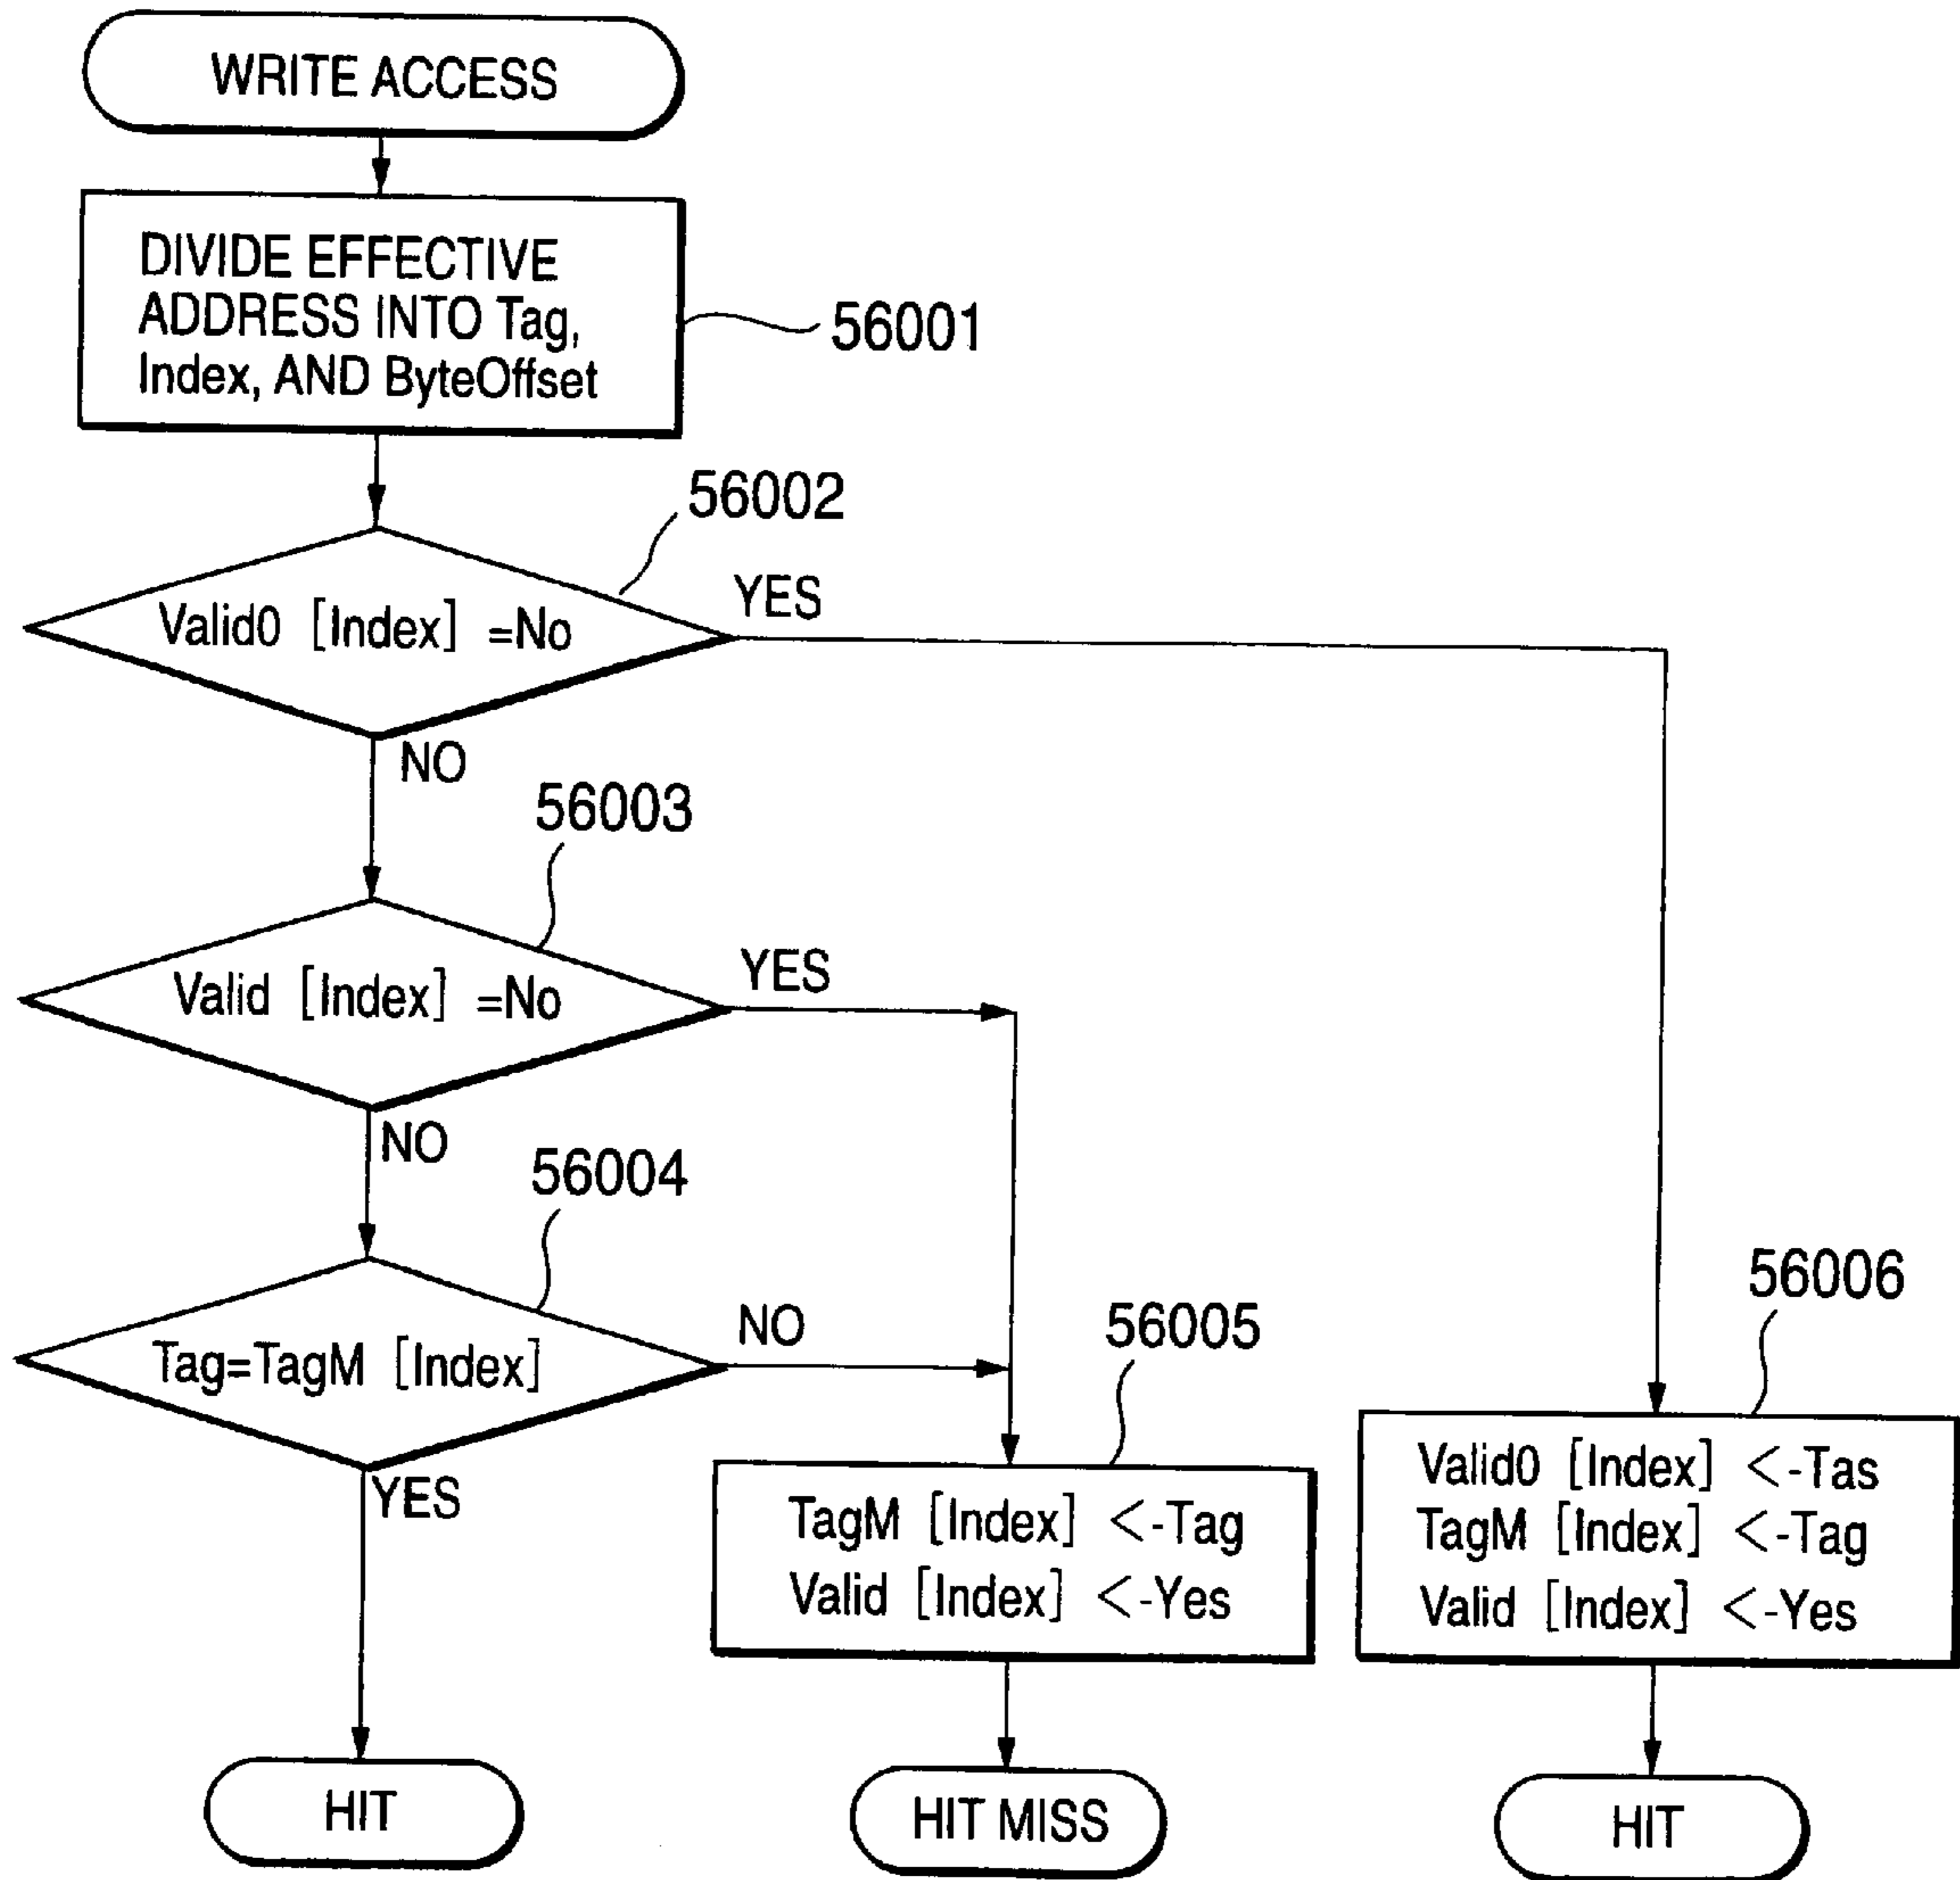 WRITE ACCESS
DIVIDE EFFECTIVE
ADDRESS INTO Tag,
Index, AND ByteOffset
56001
56002
Valid0 [Index] =No
YES
NO
56003
Valid [Index] =No
YES
NO
56004
Tag=TagM [Index]
NO
YES
56005
TagM [Index] <-Tag
Valid [Index] <-Yes
56006
Valid0 [Index] <-Tas
TagM [Index] <-Tag
Valid [Index] <-Yes
HIT
HIT MISS
HIT